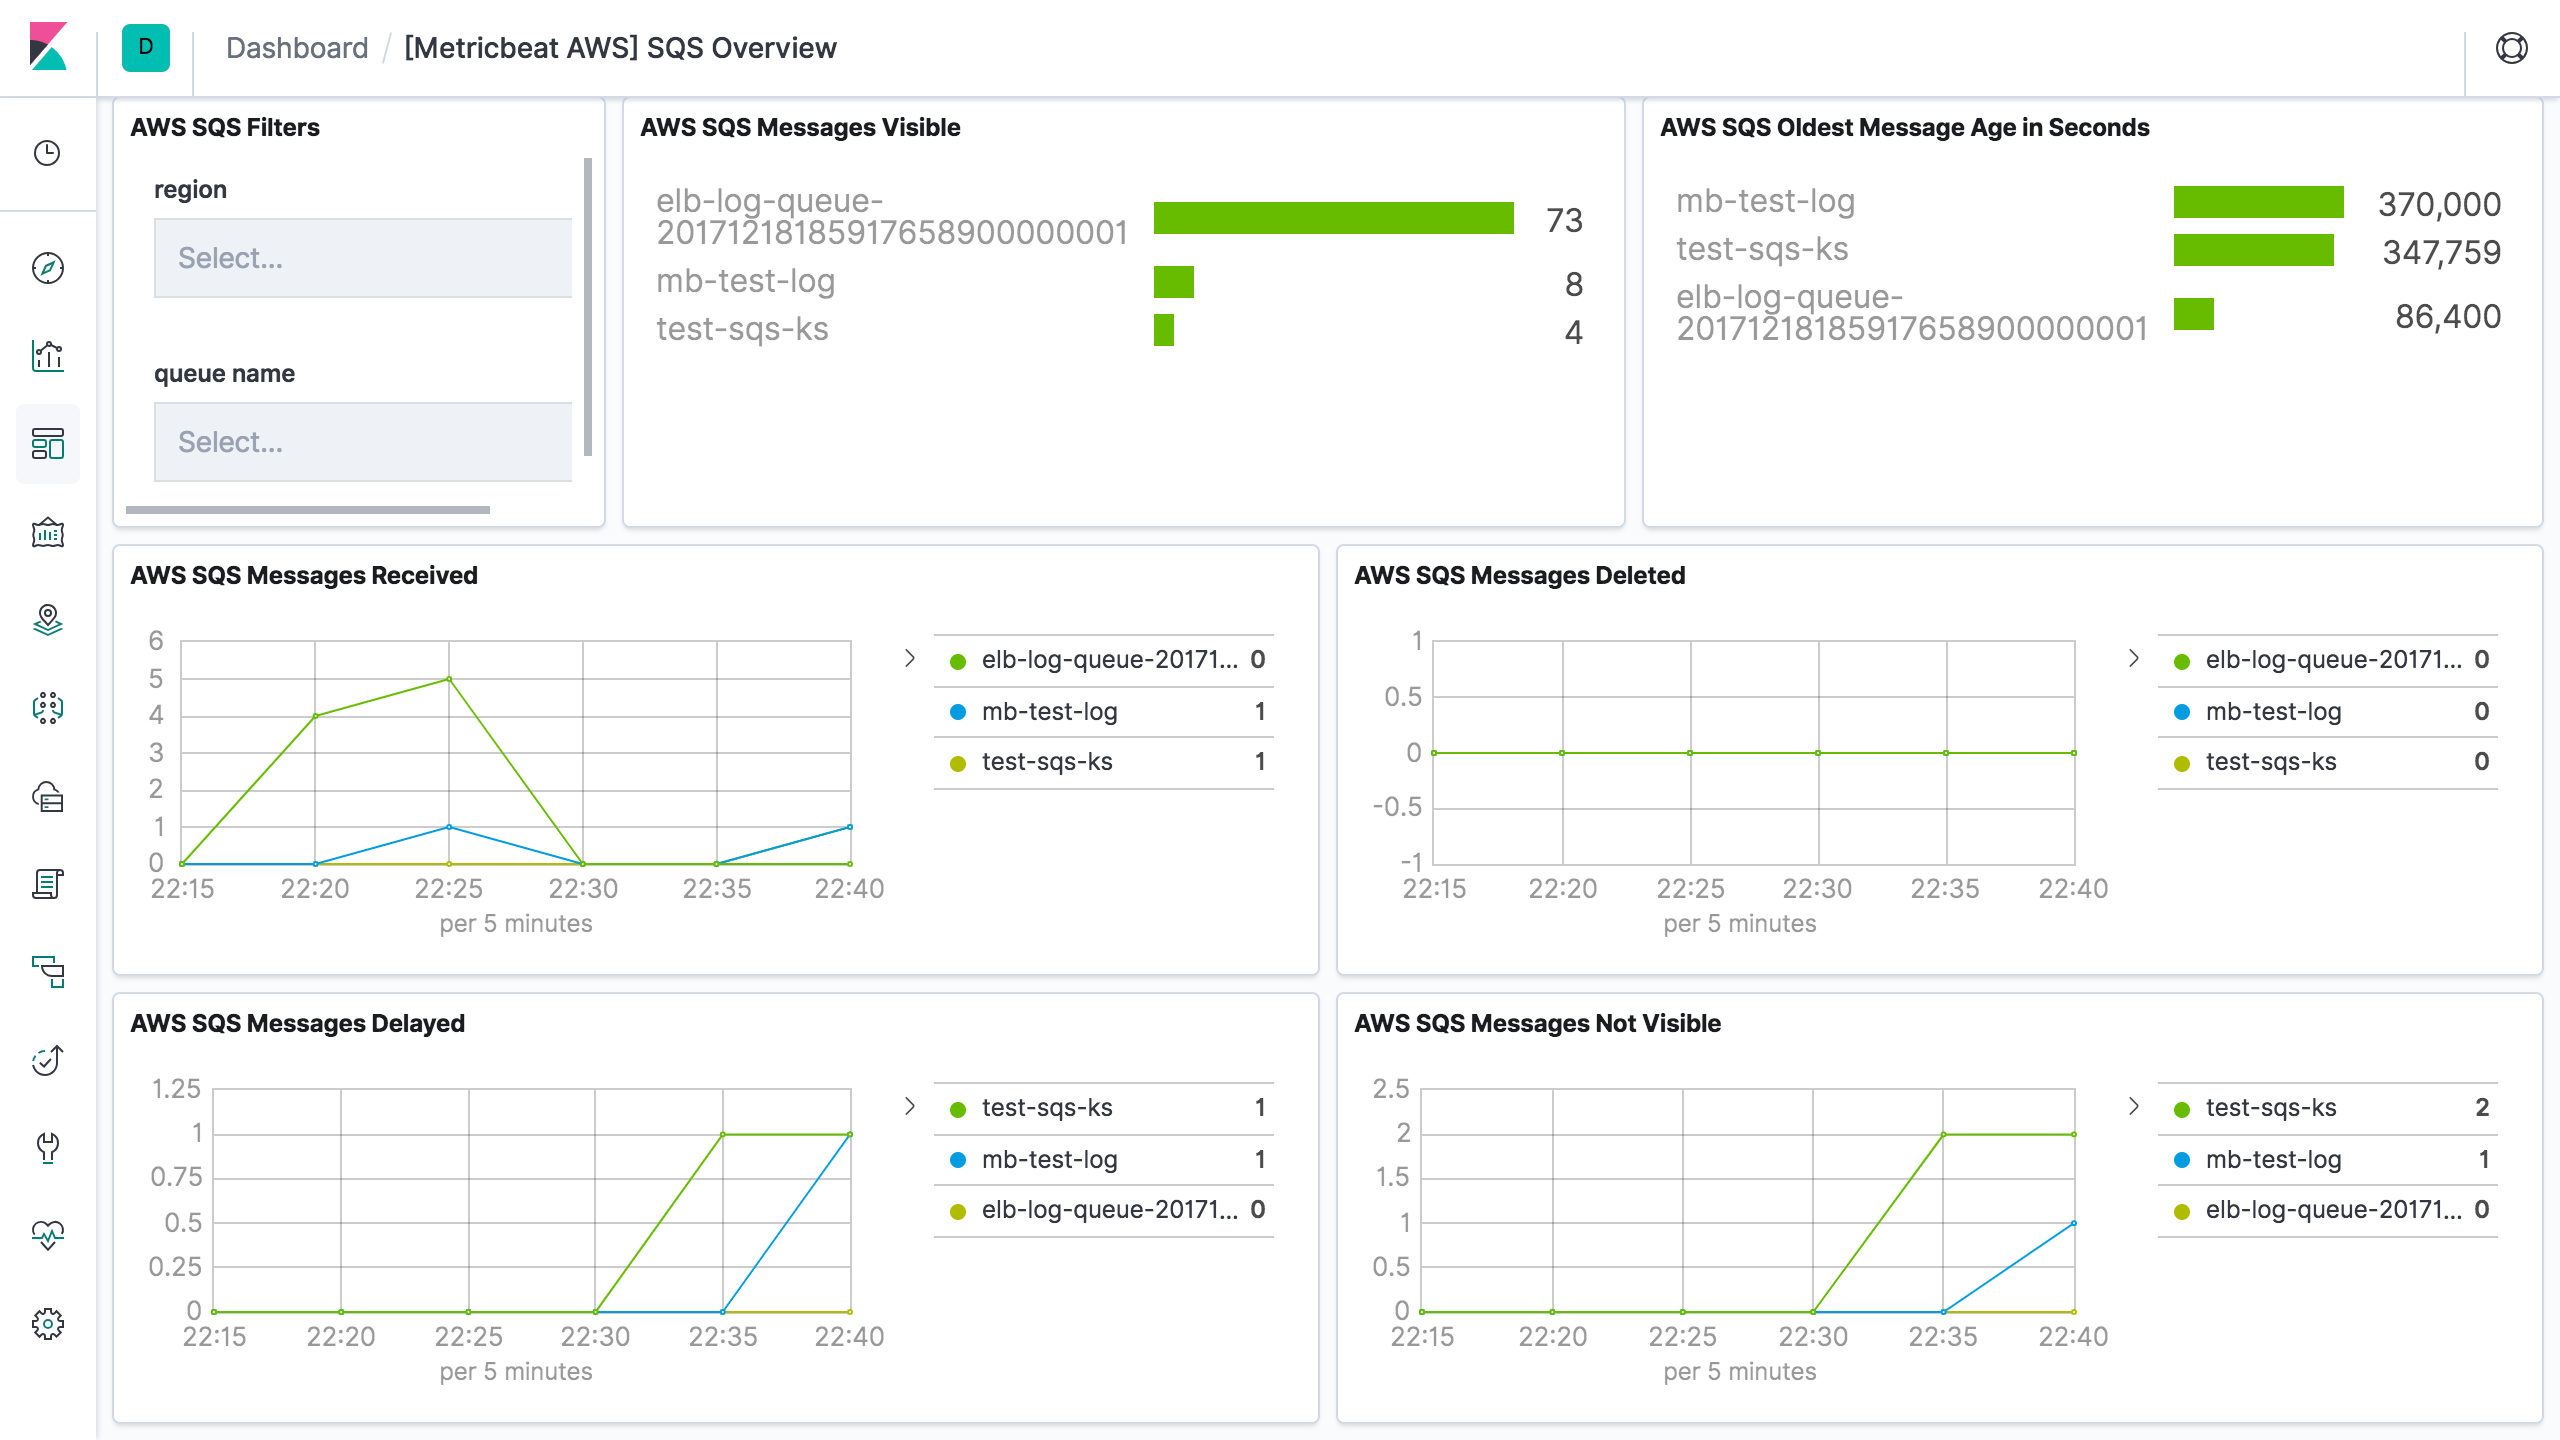 D
Dashboard / [Metricbeat AWS] SQS Overview
AWS SQS Filters
region
Select...
queue name
Select...
AWS SQS Messages Visible
elb-log-queue-
20171218185917658900000001
73
mb-test-log
8
test-sqs-ks
4
AWS SQS Oldest Message Age in Seconds
mb-test-log
370,000
test-sqs-ks
347,759
elb-log-queue-
20171218185917658900000001
86,400
AWS SQS Messages Received
6
5
4
3
2
1
0
22:15 22:20 22:25 22:30 22:35 22:40
per 5 minutes
elb-log-queue-20171... 0
mb-test-log 1
test-sqs-ks 1
AWS SQS Messages Deleted
1
0.5
0
-0.5
-1
22:15 22:20 22:25 22:30 22:35 22:40
per 5 minutes
elb-log-queue-20171... 0
mb-test-log 0
test-sqs-ks 0
AWS SQS Messages Delayed
1.25
1
0.75
0.5
0.25
0
22:15 22:20 22:25 22:30 22:35 22:40
per 5 minutes
test-sqs-ks 1
mb-test-log 1
elb-log-queue-20171... 0
AWS SQS Messages Not Visible
2.5
2
1.5
1
0.5
0
22:15 22:20 22:25 22:30 22:35 22:40
per 5 minutes
test-sqs-ks 2
mb-test-log 1
elb-log-queue-20171... 0